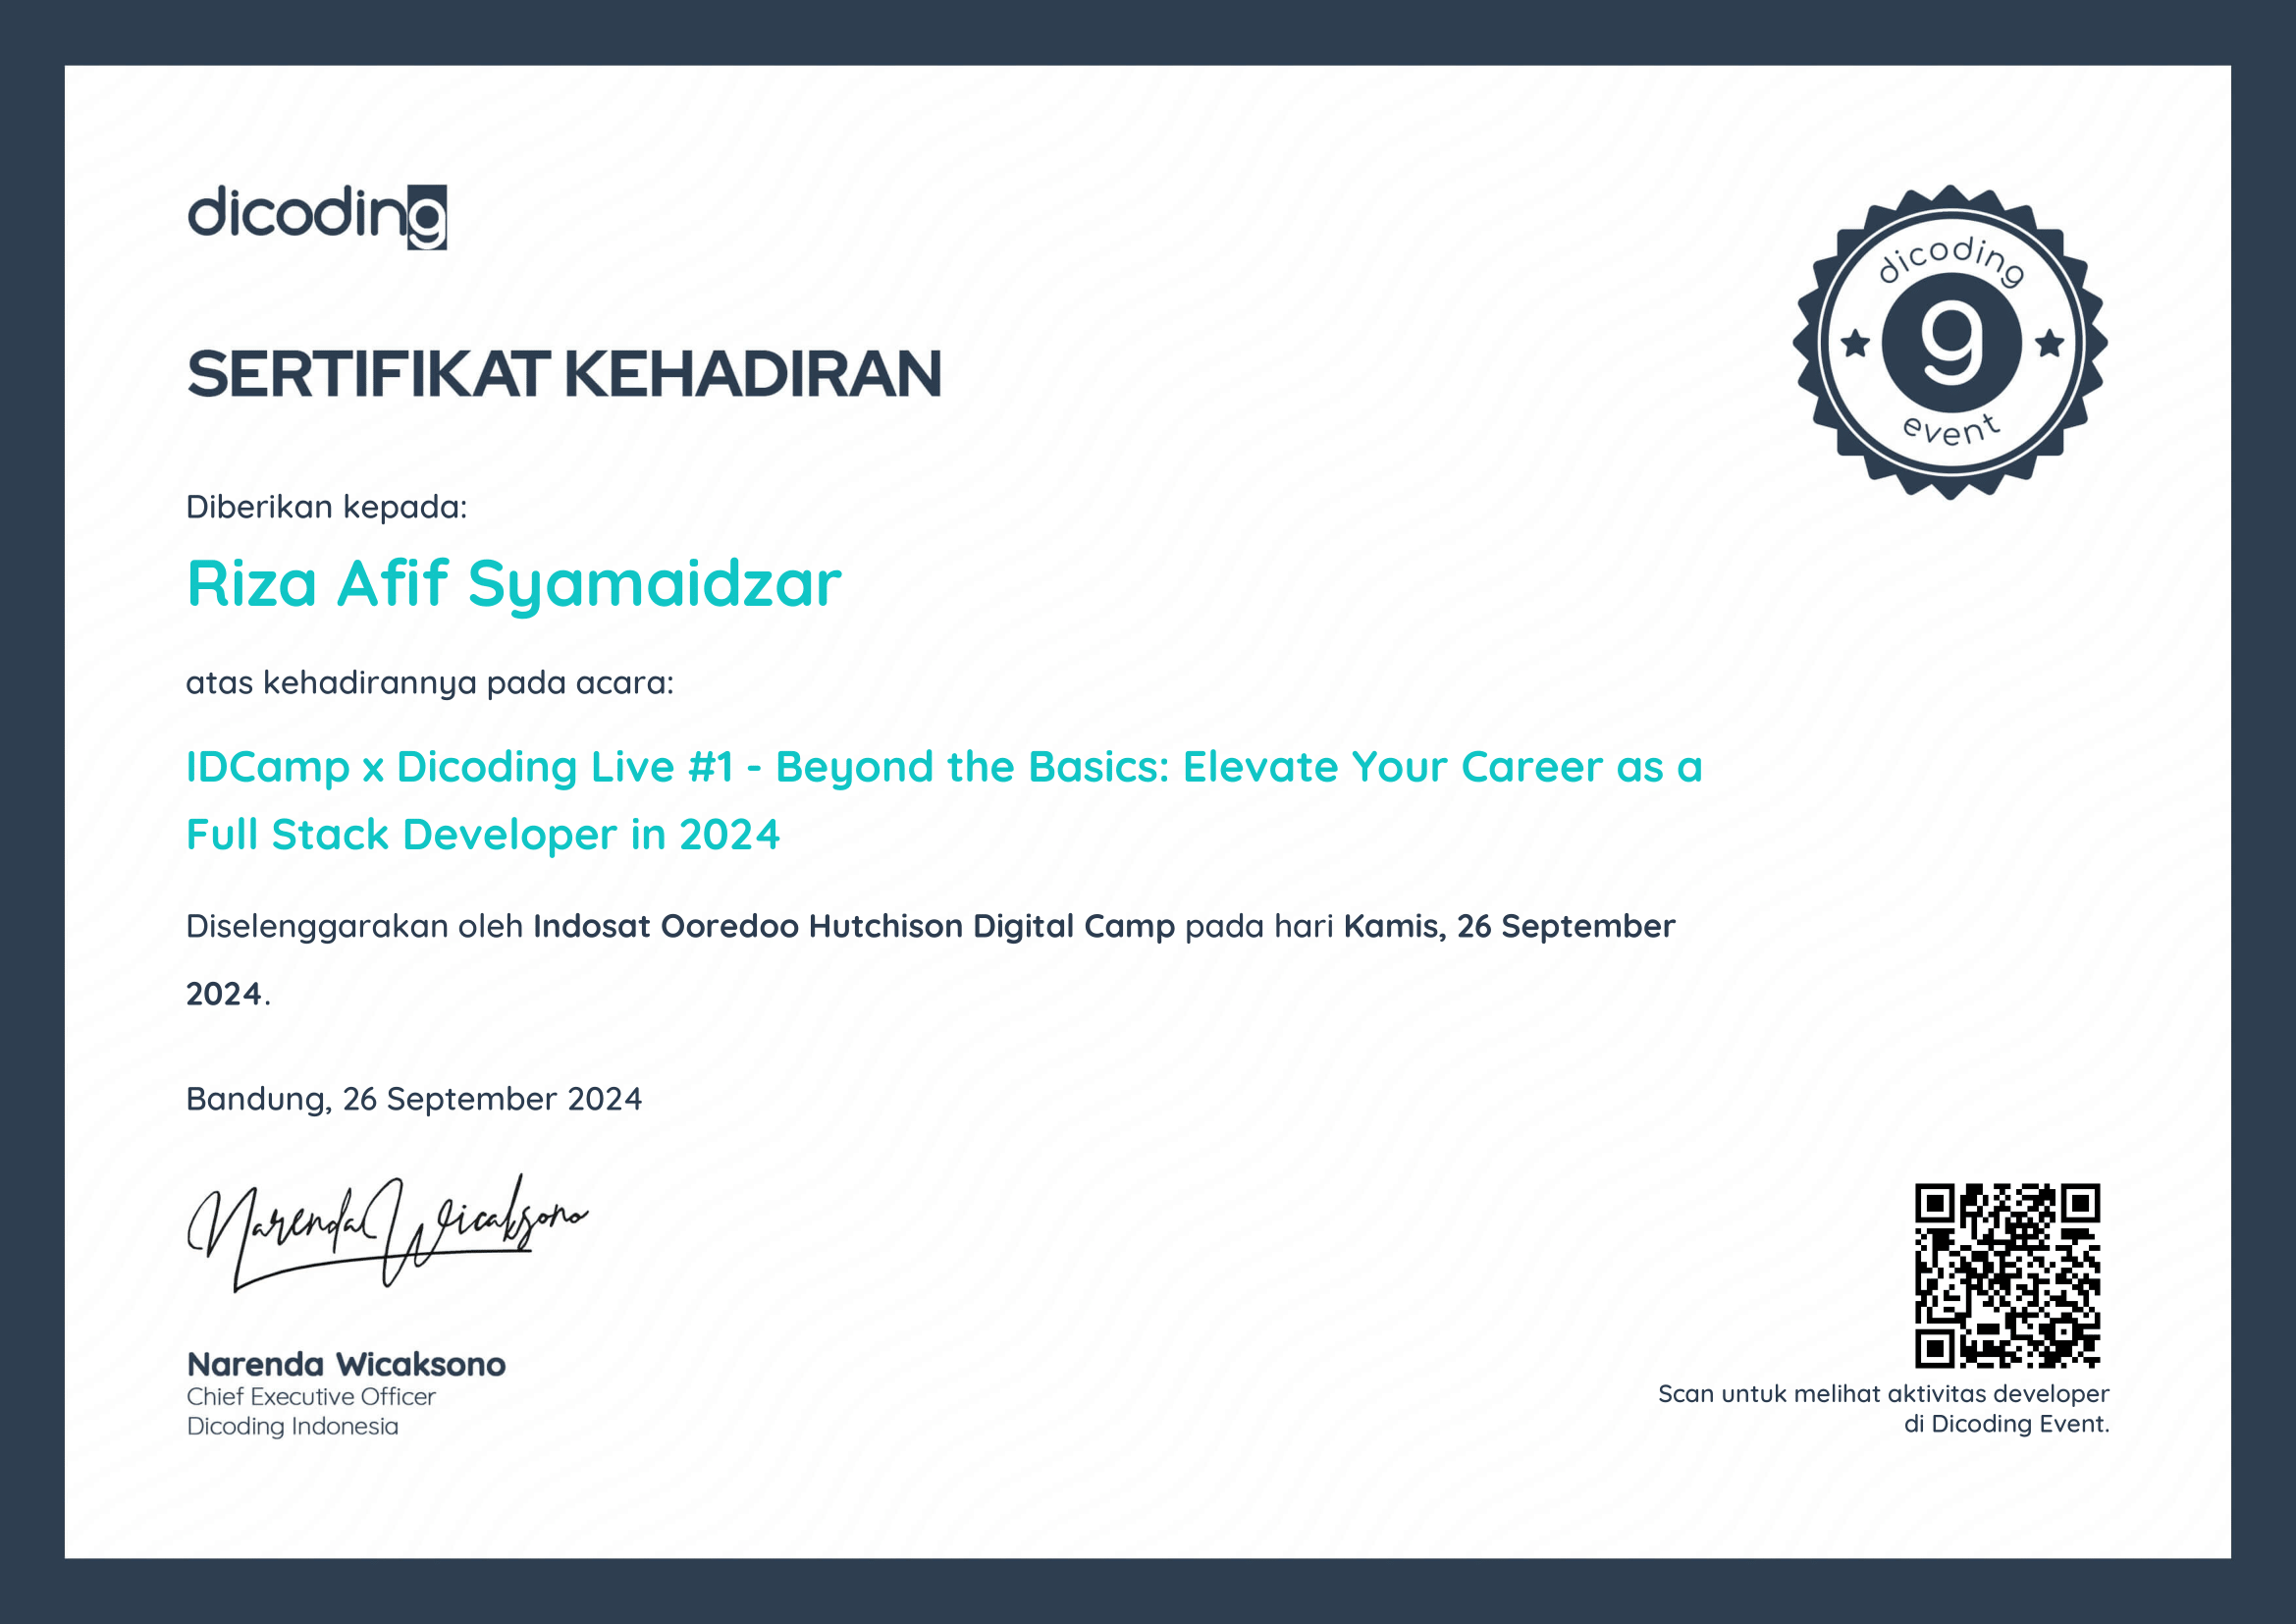 dicoding
SERTIFIKAT KEHADIRAN
dicoding
g
event
Diberikan kepada:
Riza Afif Syamaidzar
atas kehadirannya pada acara:
IDCamp x Dicoding Live #1 - Beyond the Basics: Elevate Your Career as a
Full Stack Developer in 2024
Diselenggarakan oleh Indosat Ooredoo Hutchison Digital Camp pada hari Kamis, 26 September
2024.
Bandung, 26 September 2024
Narenda Wicaksono
Narenda Wicaksono
Chief Executive Officer
Dicoding Indonesia
Scan untuk melihat aktivitas developer
di Dicoding Event.